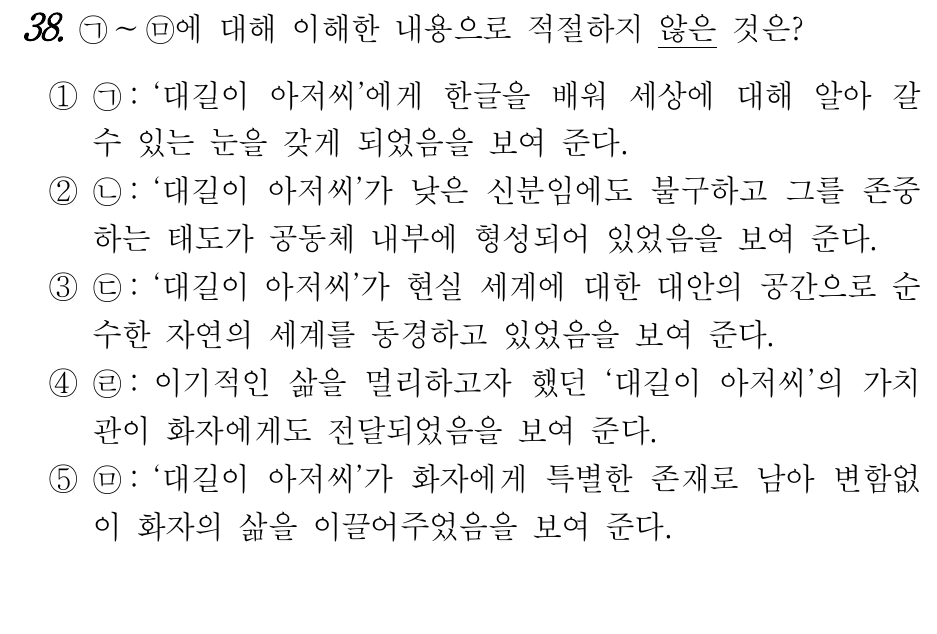 38. ㉠~㉤에 대해 이해한 내용으로 적절하지 않은 것은?
① ㉠: ‘대길이 아저씨’에게 한글을 배워 세상에 대해 알아 갈
수 있는 눈을 갖게 되었음을 보여 준다.
② ㉡: ‘대길이 아저씨’가 낮은 신분임에도 불구하고 그를 존중
하는 태도가 공동체 내부에 형성되어 있었음을 보여 준다.
③ ㉢: ‘대길이 아저씨’가 현실 세계에 대한 대안의 공간으로 순
수한 자연의 세계를 동경하고 있었음을 보여 준다.
④ ㉣: 이기적인 삶을 멀리하고자 했던 ‘대길이 아저씨’의 가치
관이 화자에게도 전달되었음을 보여 준다.
⑤ ㉤: ‘대길이 아저씨’가 화자에게 특별한 존재로 남아 변함없
이 화자의 삶을 이끌어주었음을 보여 준다.